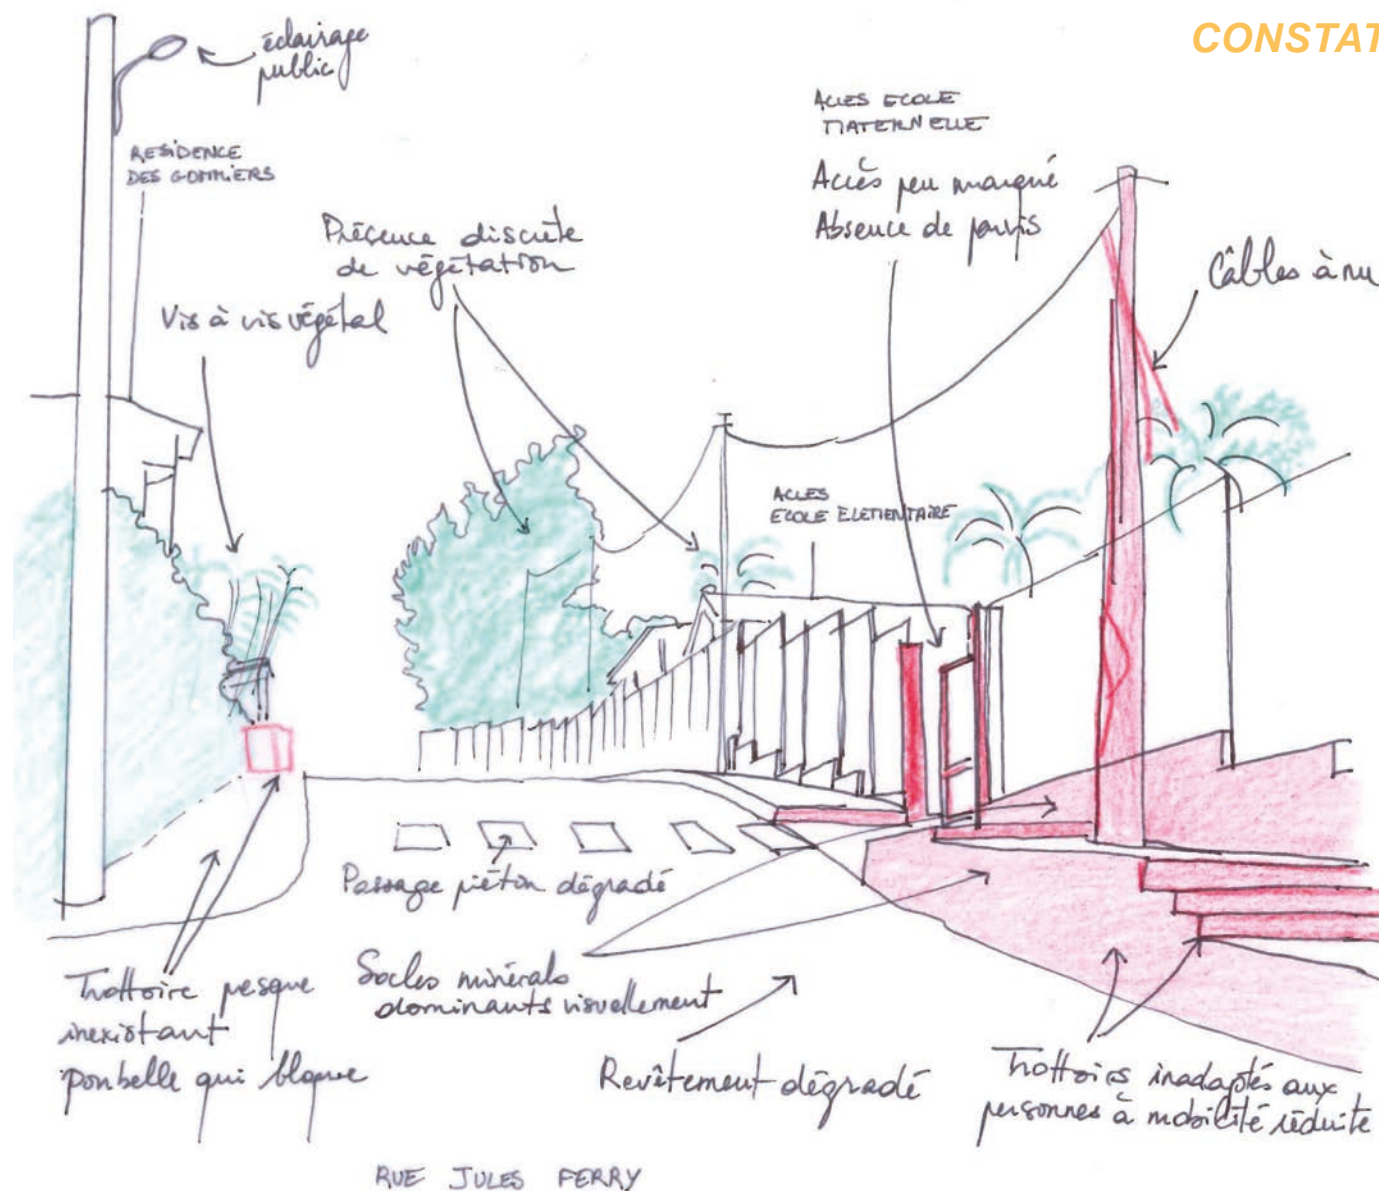 CONSTAT
éclairage
public
RESIDENCE
DES GOMMIERS
ACCES ECOLE
MATERNELLE
Accès peu marqué
Absence de parvis
Présence discrète
de végétation
Vis à vis végétal
Câbles à nu
ACCES
ECOLE ELEMENTAIRE
Passage piéton dégradé
Trottoire presque
inexistant
poubelle qui bloque
Socles minérals
dominants visuellement
Revêtement dégradé
Trottoirs inadaptés aux
personnes à mobilité réduite
RUE JULES FERRY